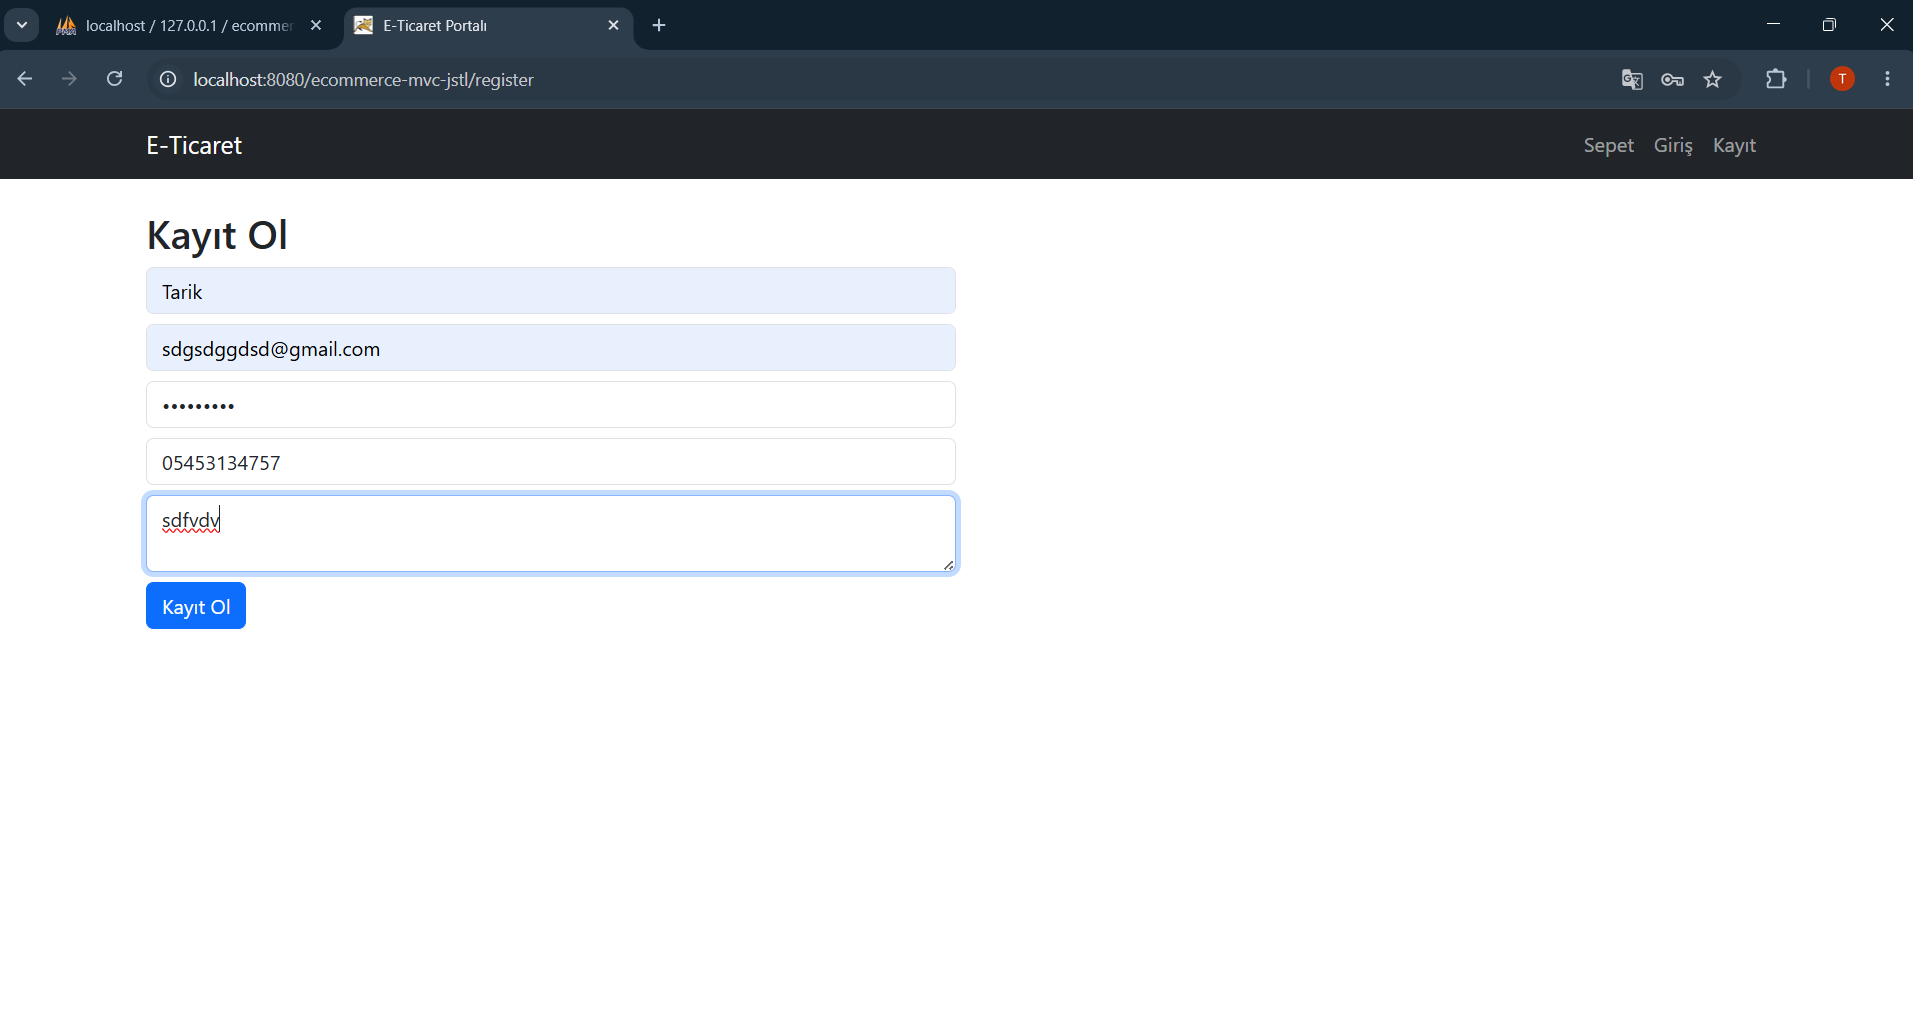 localhost / 127.0.0.1 / ecommer
E-Ticaret Portalı
localhost:8080/ecommerce-mvc-jstl/register
T
E-Ticaret
Sepet Giriş Kayıt
Kayıt Ol
Tarik
sdgsdggdsd@gmail.com
•••••••••
05453134757
sdfvdv
Kayıt Ol